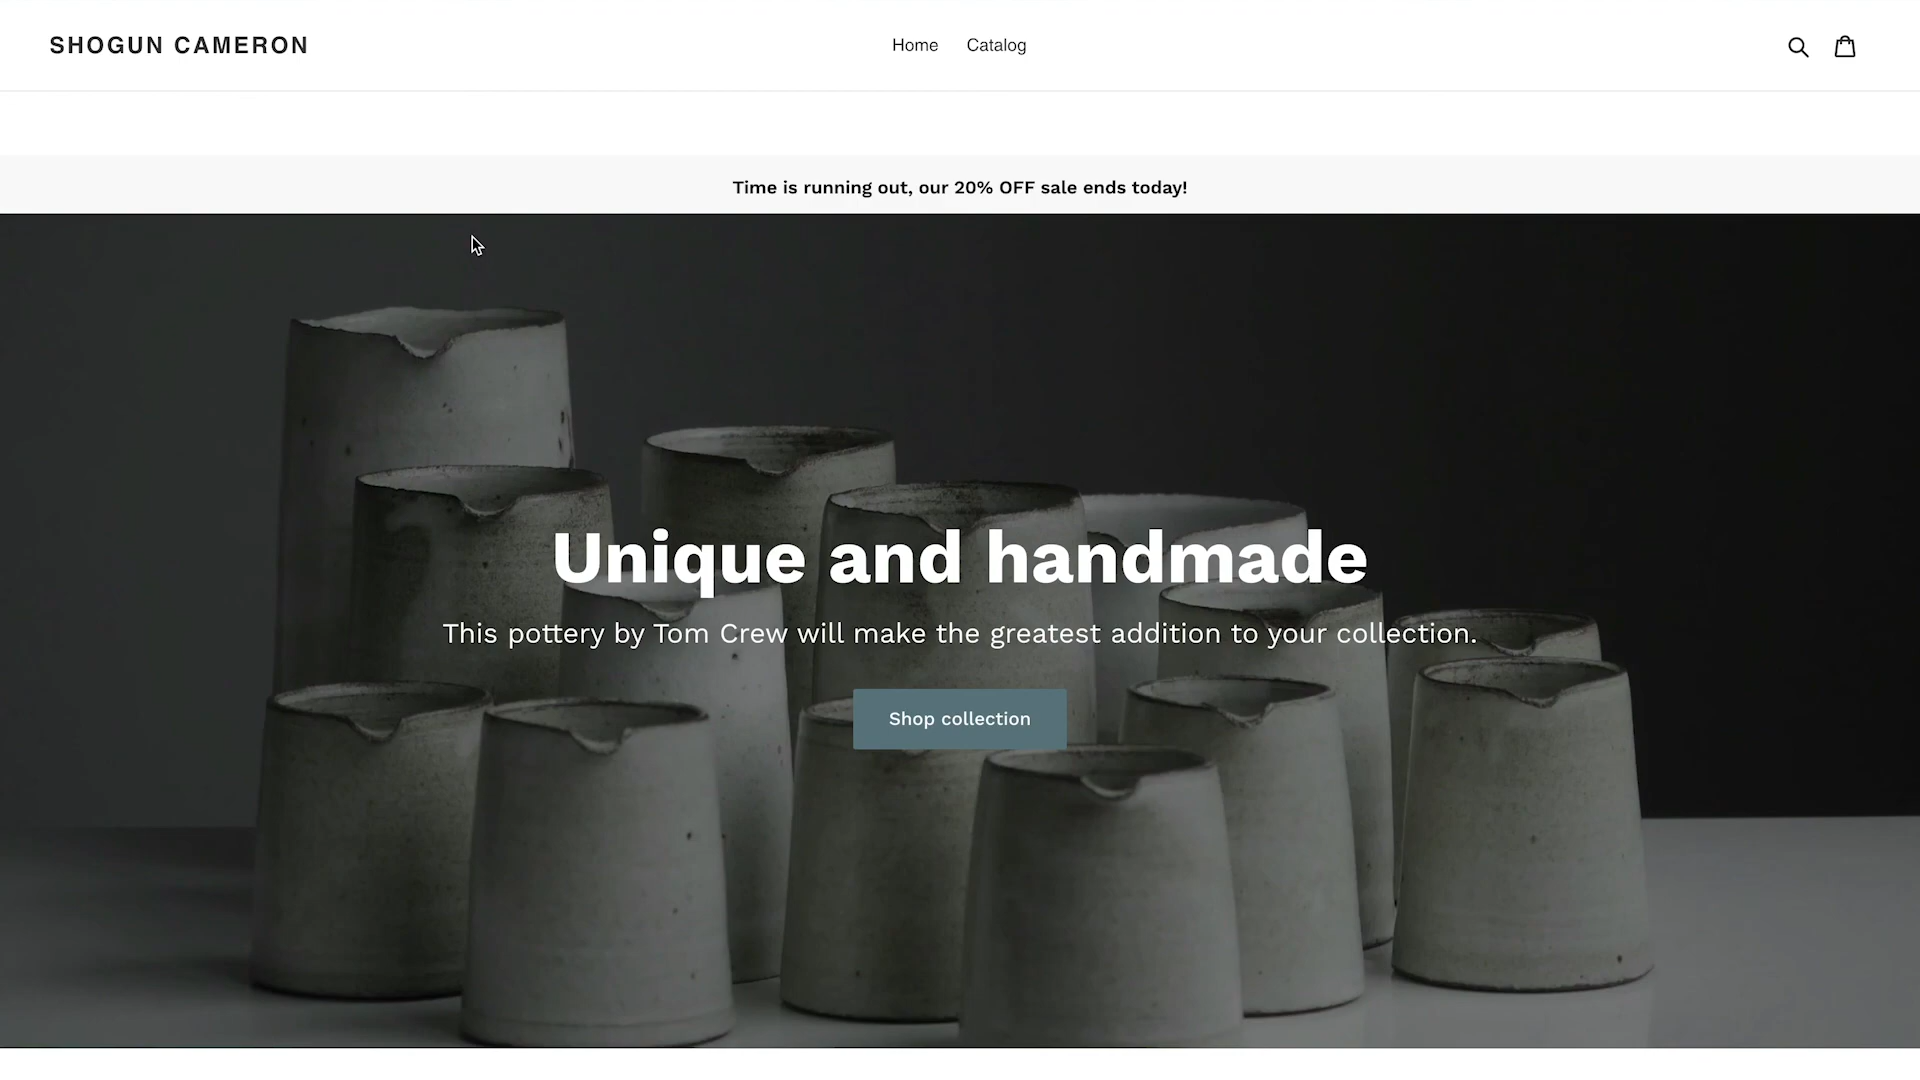 SHOGUN CAMERON
Home
Catalog
Time is running out, our 20% OFF sale ends today!
Unique and handmade
This pottery by Tom Crew will make the greatest addition to your collection.
Shop collection